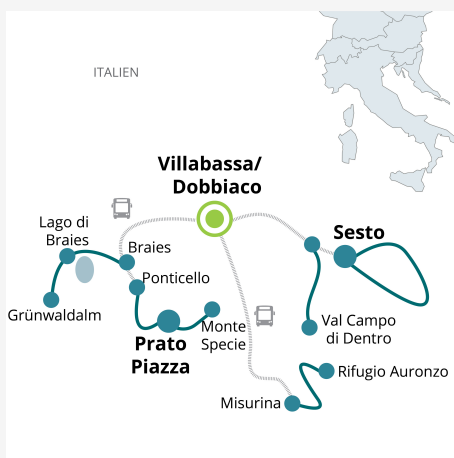 ITALIEN
Villabassa/
Dobbiaco
Lago di
Braies
Braies
Sesto
Ponticello
Grünwaldalm
Monte
Specie
Prato
Piazza
Val Campo
di Dentro
Rifugio Auronzo
Misurina